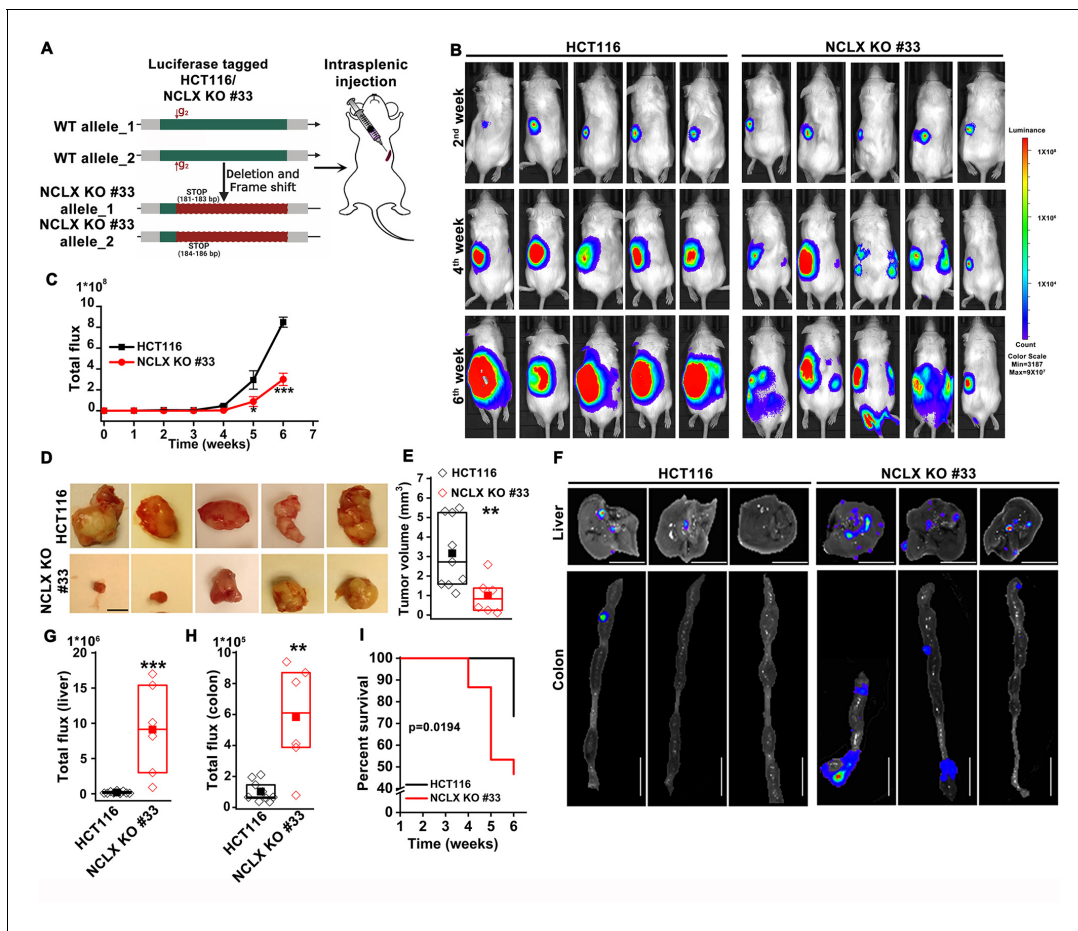 A
Luciferase tagged
HCT116/
NCLX KO #33
Intrasplenic
injection
g₂
WT allele_1
WT allele_2
g₂
Deletion and
Frame shift
NCLX KO #33
allele_1
STOP
(181-183 bp)
NCLX KO #33
allele_2
STOP
(184-186 bp)
B
HCT116
NCLX KO #33
2nd week
4th week
6th week
Luminance
1X10⁴
Count
Color Scale
Min=3187
C
1*10⁸
Total flux
8
6
4
2
0
HCT116
NCLX KO #33
*
***
0 1 2 3 4 5 6 7
Time (weeks)
D
HCT116
NCLX KO
#33
E
HCT116
NCLX KO #33
**
Tumor volume (mm³)
7
6
5
4
3
2
1
0
F
HCT116
NCLX KO #33
Liver
Colon
G
1*10⁶
Total flux (liver)
20
15
10
5
0
***
HCT116
NCLX KO #33
H
1*10⁵
Total flux (colon)
10
8
6
4
2
0
**
HCT116
NCLX KO #33
I
Percent survival
100
90
80
70
60
50
40
0
p=0.0194
HCT116
NCLX KO #33
1 2 3 4 5 6
Time (weeks)